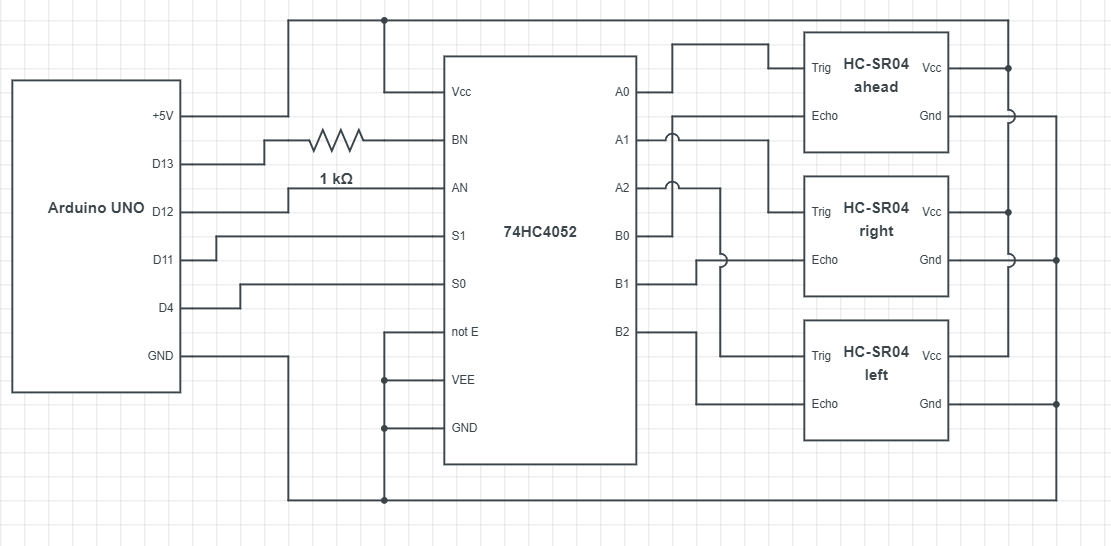 Arduino UNO
+5V
D13
D12
D11
D4
GND
1 kΩ
74HC4052
Vcc
BN
AN
S1
S0
not E
VEE
GND
A0
A1
A2
B0
B1
B2
HC-SR04
ahead
Trig
Echo
Vcc
Gnd
HC-SR04
right
Trig
Echo
Vcc
Gnd
HC-SR04
left
Trig
Echo
Vcc
Gnd